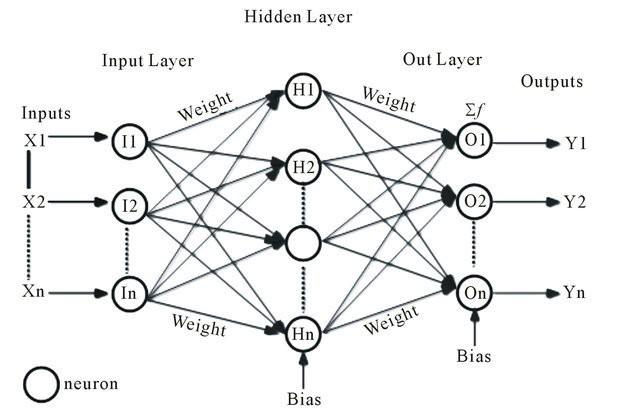 Hidden Layer
Input Layer
Out Layer
Outputs
Inputs
Weight
H1
Weight
Σf
X1
I1
O1
Y1
H2
X2
I2
O2
Y2
Xn
In
On
Yn
Weight
Hn
Weight
Bias
neuron
Bias